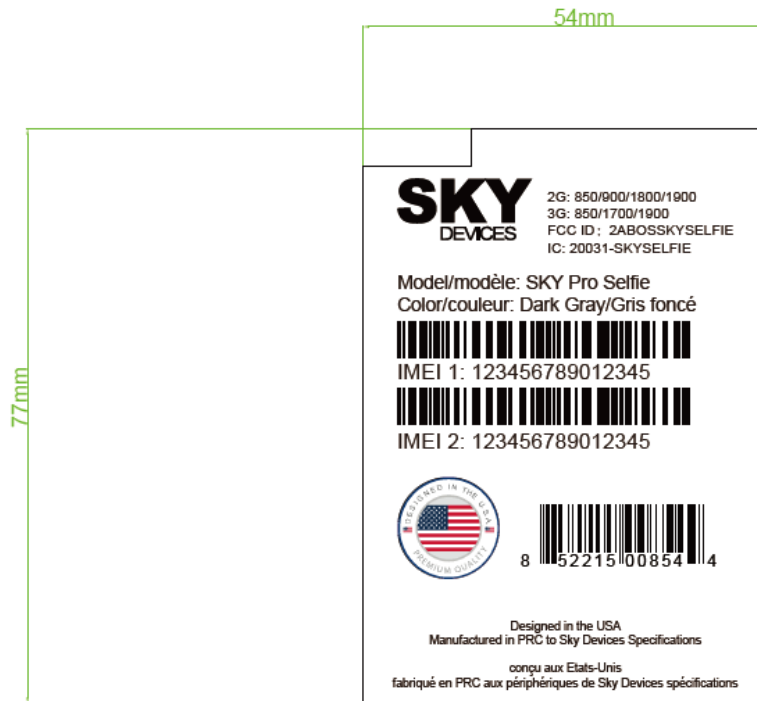 54mm
77mm
SKY
DEVICES
2G: 850/900/1800/1900
3G: 850/1700/1900
FCC ID: 2ABOSSKYSELFIE
IC: 20031-SKYSELFIE
Model/modèle: SKY Pro Selfie
Color/couleur: Dark Gray/Gris foncé
IMEI 1: 123456789012345
IMEI 2: 123456789012345
DESIGNED IN THE USA
PREMIUM QUALITY
8 52215 00854 4
Designed in the USA
Manufactured in PRC to Sky Devices Specifications
conçu aux Etats-Unis
fabriqué en PRC aux périphériques de Sky Devices spécifications